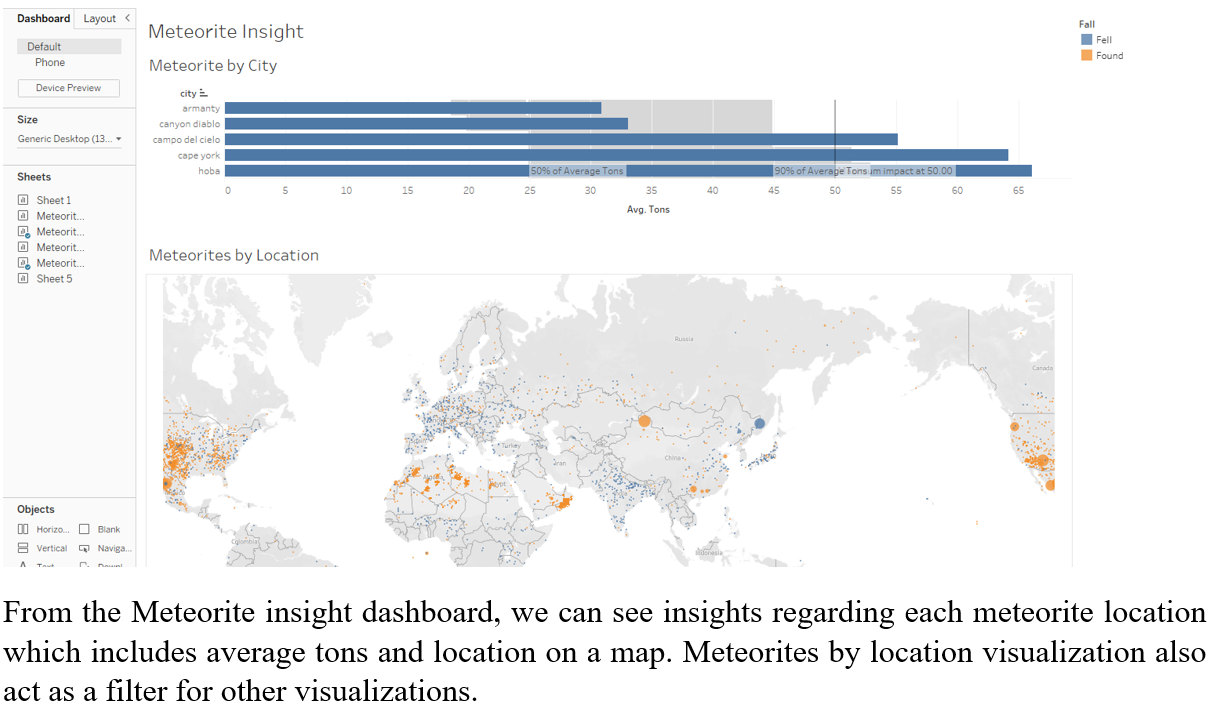 Dashboard Layout
Default
Phone
Device Preview
Size
Generic Desktop (13...
Sheets
Sheet 1
Meteorit...
Meteorit...
Meteorit...
Meteorit...
Sheet 5
Objects
Horizo... Blank
Vertical Naviga...
Meteorite Insight
Meteorite by City
city
armanty
canyon diablo
campo del cielo
cape york
hoba
50% of Average Tons
90% of Average Tons um impact at 50.00
0 5 10 15 20 25 30 35 40 45 50 55 60 65
Avg. Tons
Fall
Fell
Found
Meteorites by Location
Russia
Canada
Turkey
Iran
China
Japan
Colombia
Indonesia
From the Meteorite insight dashboard, we can see insights regarding each meteorite location
which includes average tons and location on a map. Meteorites by location visualization also
act as a filter for other visualizations.